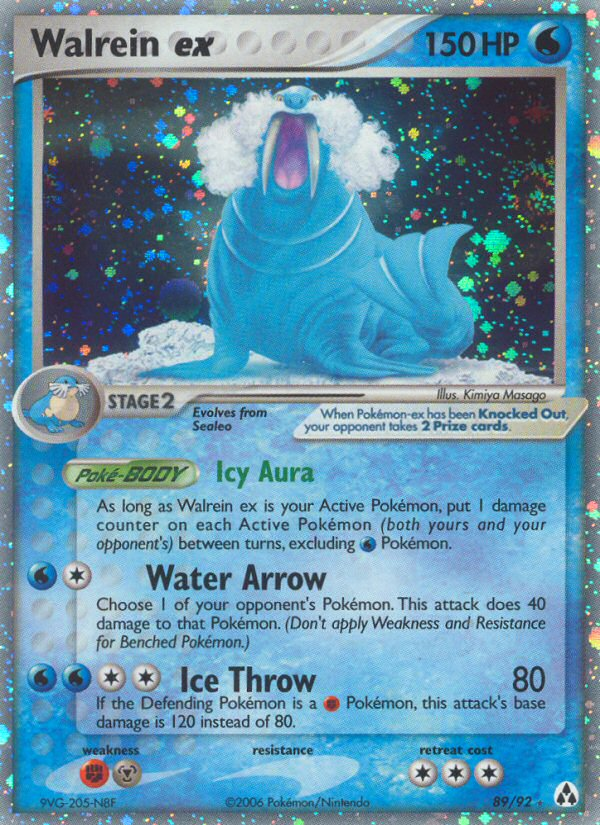 Walrein ex 150 HP
Illus. Kimiya Masago
STAGE 2
Evolves from
Sealeo
When Pokémon-ex has been Knocked Out,
your opponent takes 2 Prize cards.
Poké-BODY Icy Aura
As long as Walrein ex is your Active Pokémon, put 1 damage
counter on each Active Pokémon (both yours and your
opponent's) between turns, excluding Pokémon.
Water Arrow
Choose 1 of your opponent's Pokémon. This attack does 40
damage to that Pokémon. (Don't apply Weakness and Resistance
for Benched Pokémon.)
Ice Throw 80
If the Defending Pokémon is a Pokémon, this attack's base
damage is 120 instead of 80.
weakness resistance retreat cost
9VG-205-N8F ©2006 Pokémon/Nintendo 89/92